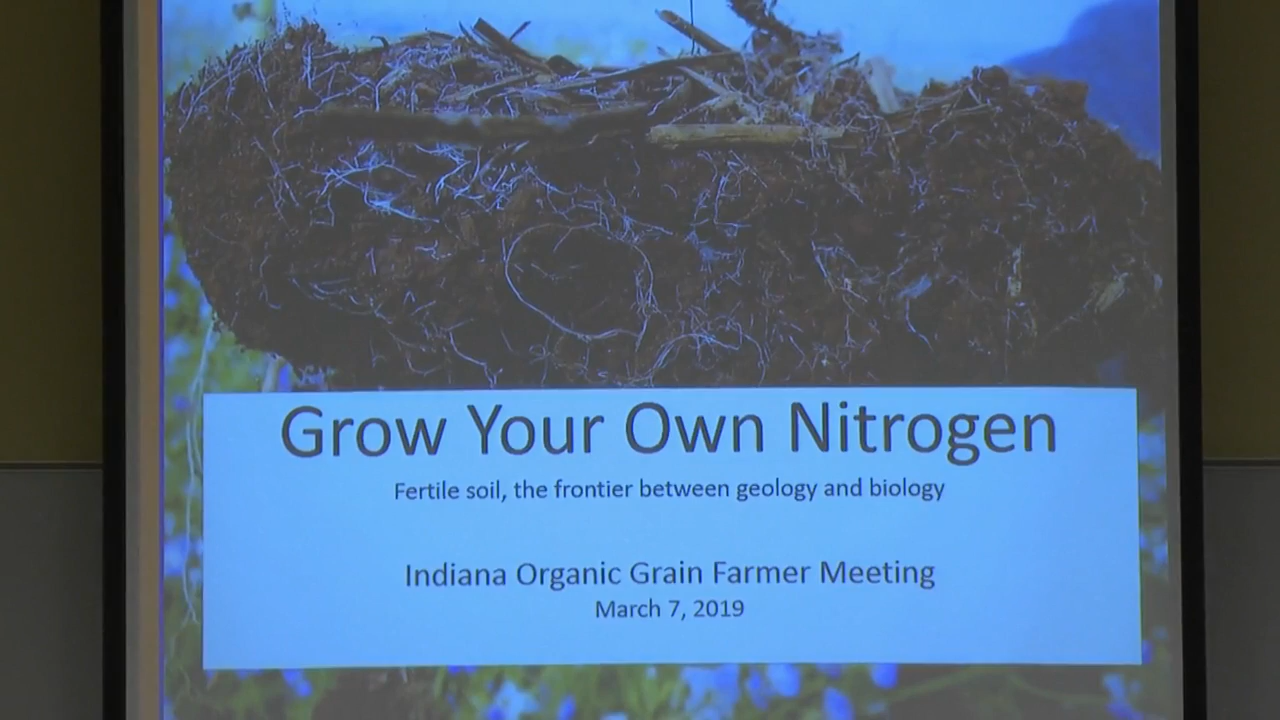 Grow Your Own Nitrogen
Fertile soil, the frontier between geology and biology
Indiana Organic Grain Farmer Meeting
March 7, 2019